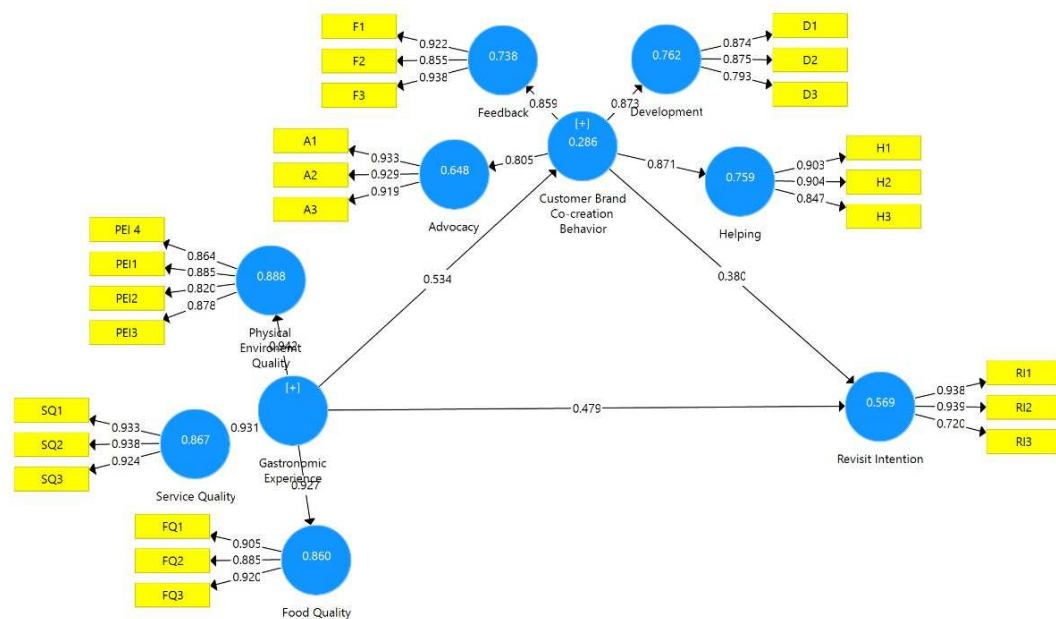 F1
0.922
F2
0.855
F3
0.938
0.738
Feedback
0.859
0.762
Development
0.873
D1
0.874
D2
0.875
D3
0.793
[+]
0.286
Customer Brand
Co-creation
Behavior
A1
0.933
A2
0.929
A3
0.919
0.648
Advocacy
0.805
0.871
0.759
Helping
H1
0.903
H2
0.904
H3
0.847
PEI 4
0.864
PEI1
0.885
PEI2
0.820
PEI3
0.878
0.888
Physical
Quality
0.942
0.534
0.380
[+]
Gastronomic
Experience
0.479
0.569
Revisit Intention
RI1
0.938
RI2
0.939
RI3
0.720
SQ1
0.933
SQ2
0.938
SQ3
0.924
0.867
Service Quality
0.931
0.927
FQ1
0.905
FQ2
0.885
FQ3
0.920
0.860
Food Quality